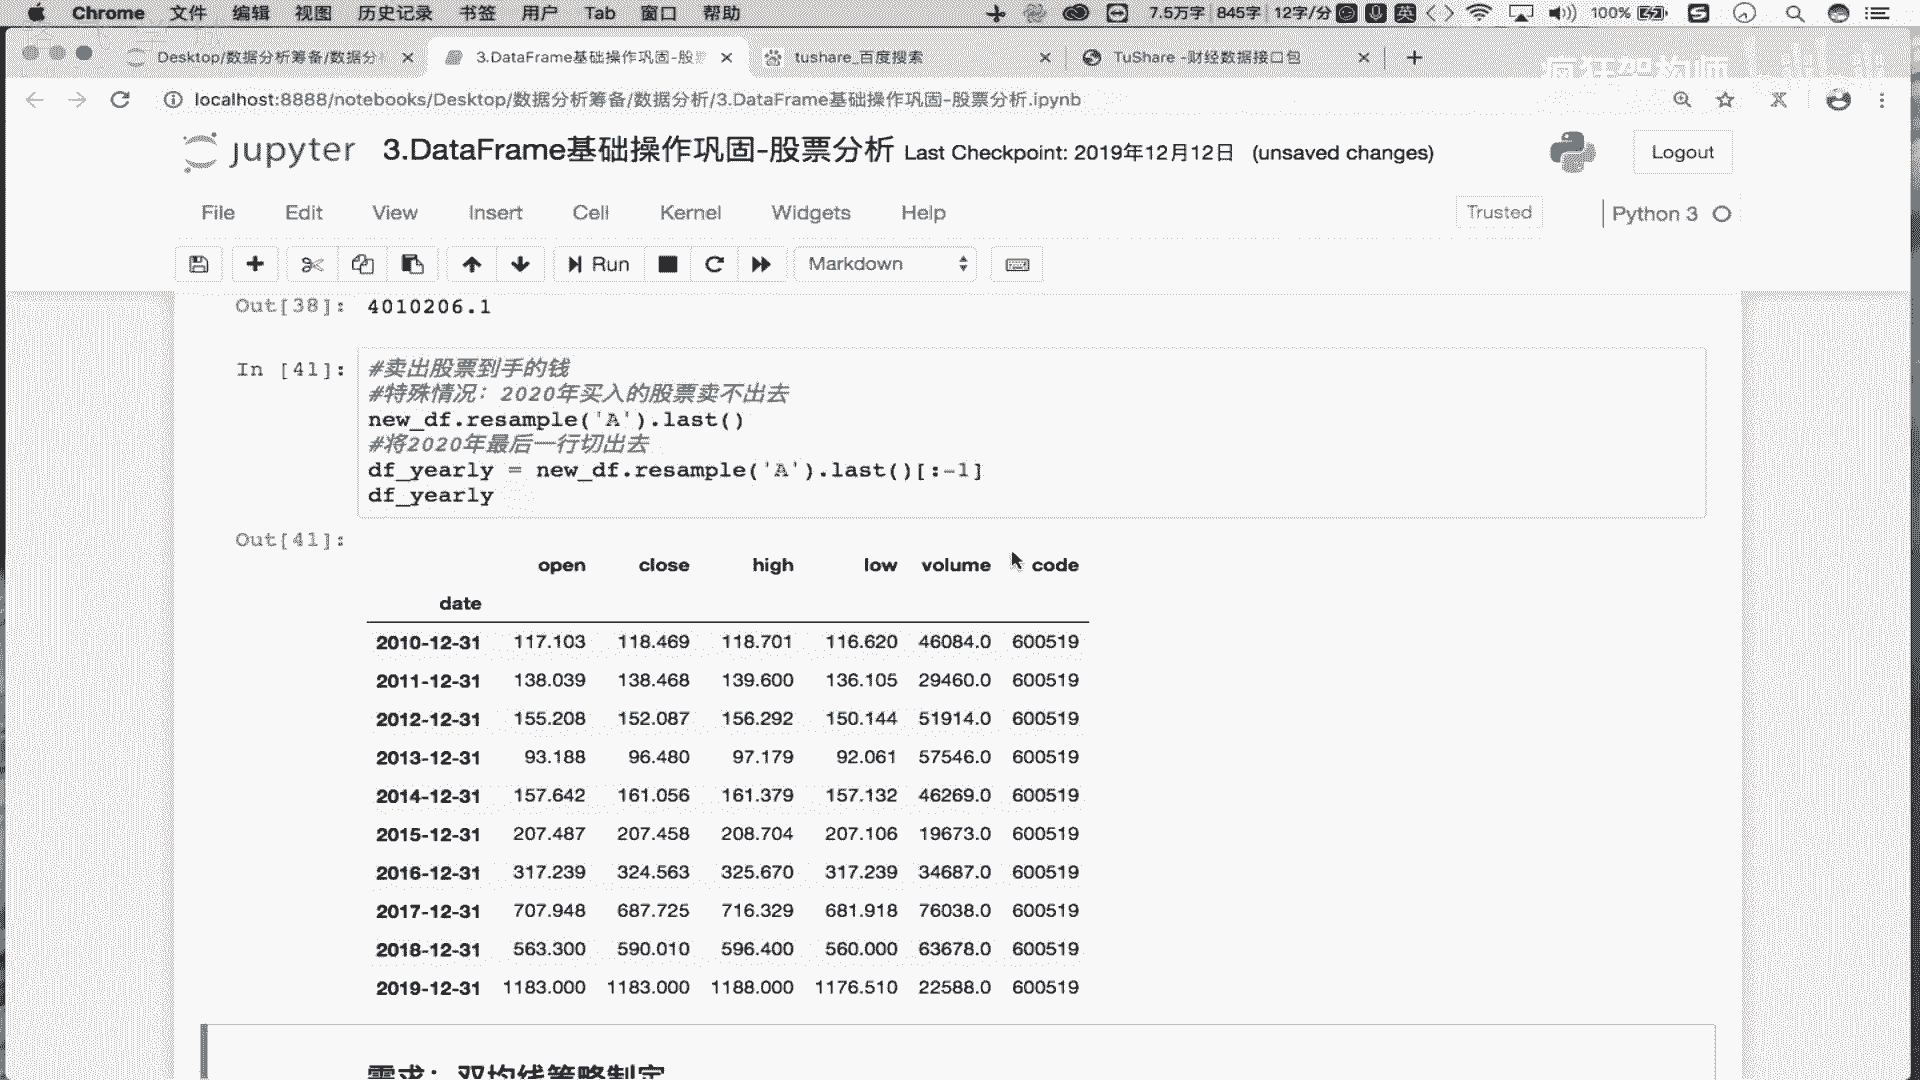 Chrome 文件 编辑 视图 历史记录 书签 用户 Tab 窗口 帮助 7.5万字 845字 12字/分 英 100%
Desktop/数据分析筹备/数据分 3.DataFrame基础操作巩固-股票 tushare_百度搜索 TuShare -财经数据接口包
疯狂架构师
localhost:8888/notebooks/Desktop/数据分析筹备/数据分析/3.DataFrame基础操作巩固-股票分析.ipynb
jupyter 3.DataFrame基础操作巩固-股票分析 Last Checkpoint: 2019年12月12日 (unsaved changes) Logout
File Edit View Insert Cell Kernel Widgets Help Trusted Python 3
Run Markdown
Out[38]: 4010206.1
In [41]: #卖出股票到手的钱
#特殊情况：2020年买入的股票卖不出去
new_df.resample('A').last()
#将2020年最后一行切出去
df_yearly = new_df.resample('A').last()[:-1]
df_yearly
Out[41]:
open close high low volume code
date
2010-12-31 117.103 118.469 118.701 116.620 46084.0 600519
2011-12-31 138.039 138.468 139.600 136.105 29460.0 600519
2012-12-31 155.208 152.087 156.292 150.144 51914.0 600519
2013-12-31 93.188 96.480 97.179 92.061 57546.0 600519
2014-12-31 157.642 161.056 161.379 157.132 46269.0 600519
2015-12-31 207.487 207.458 208.704 207.106 19673.0 600519
2016-12-31 317.239 324.563 325.670 317.239 34687.0 600519
2017-12-31 707.948 687.725 716.329 681.918 76038.0 600519
2018-12-31 563.300 590.010 596.400 560.000 63678.0 600519
2019-12-31 1183.000 1183.000 1188.000 1176.510 22588.0 600519
需求：双均线策略制定